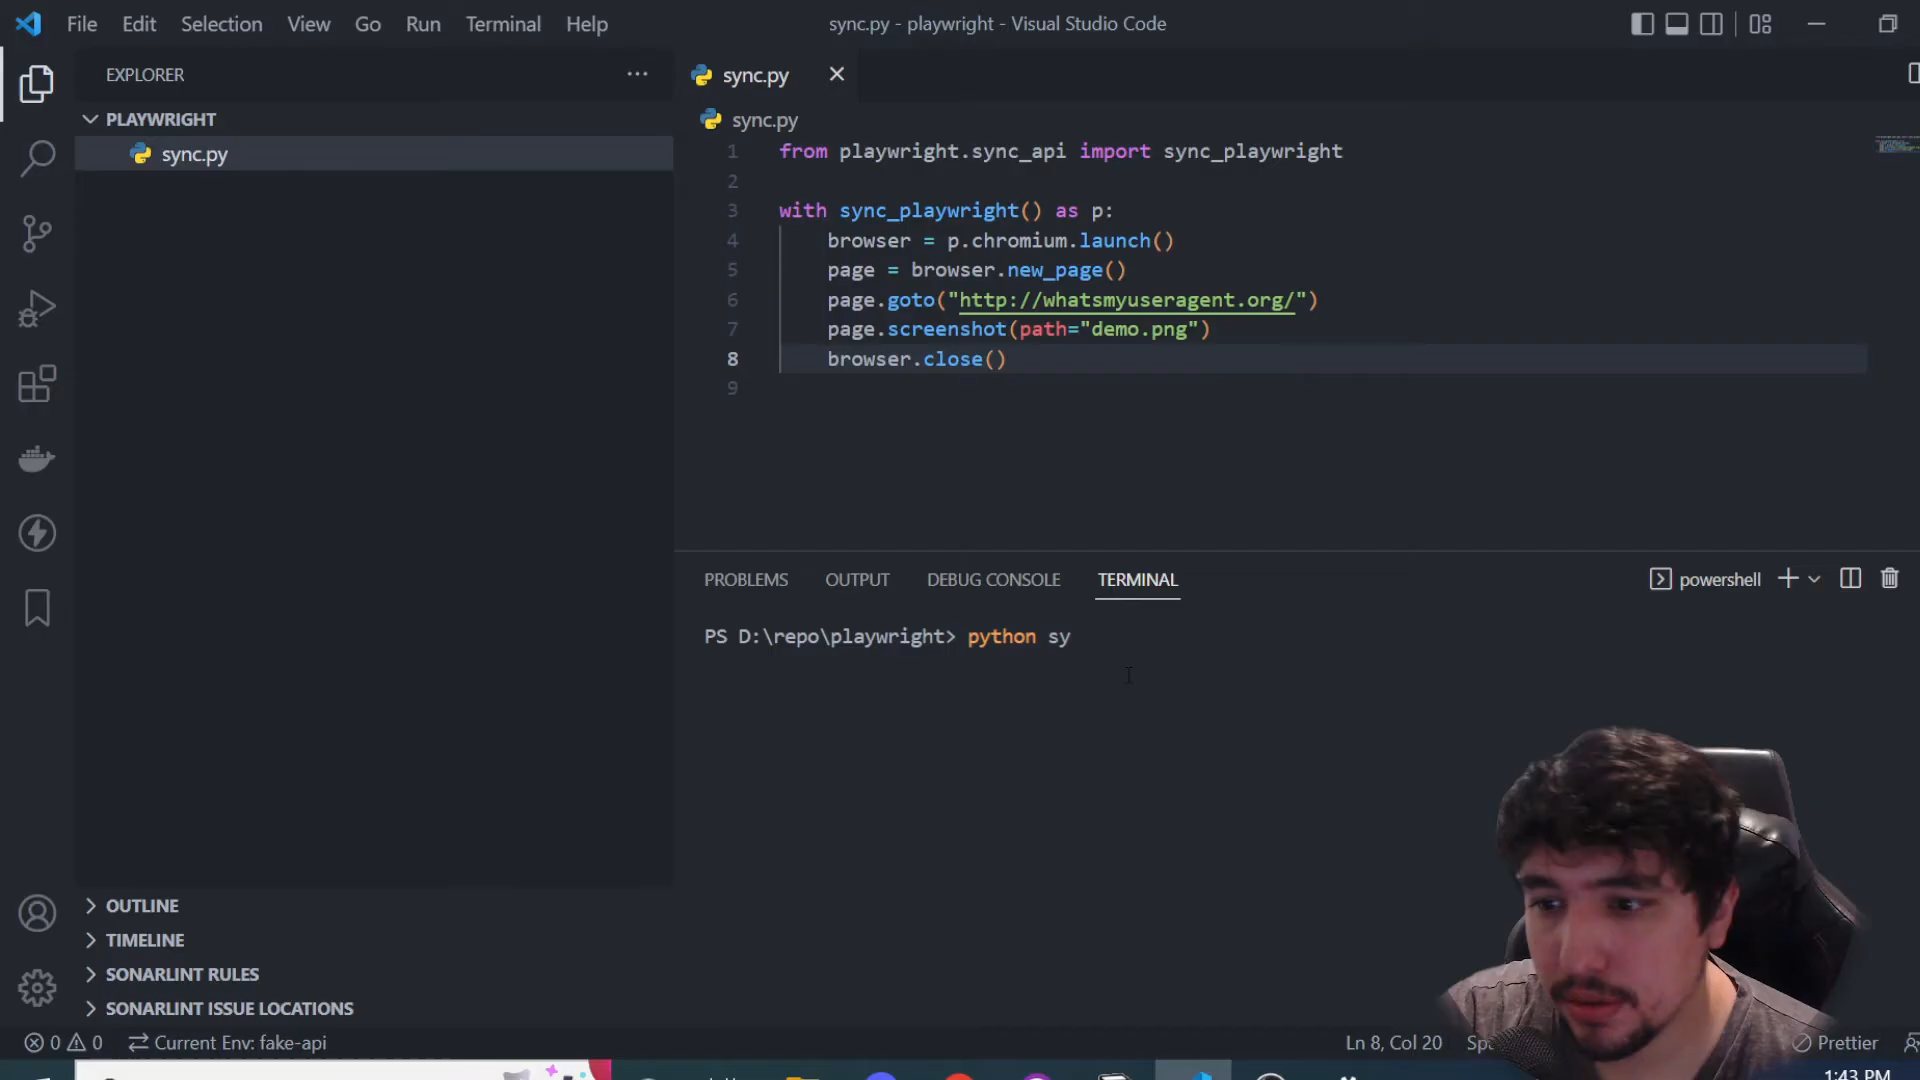 File Edit Selection View Go Run Terminal Help
sync.py - playwright - Visual Studio Code
EXPLORER
PLAYWRIGHT
sync.py
OUTLINE
TIMELINE
SONARLINT RULES
SONARLINT ISSUE LOCATIONS
sync.py
sync.py
1 from playwright.sync_api import sync_playwright
2
3 with sync_playwright() as p:
4 browser = p.chromium.launch()
5 page = browser.new_page()
6 page.goto("http://whatsmyuseragent.org/")
7 page.screenshot(path="demo.png")
8 browser.close()
9
PROBLEMS OUTPUT DEBUG CONSOLE TERMINAL
powershell
PS D:\repo\playwright> python sy
0 0 Current Env: fake-api
Ln 8, Col 20
Prettier
1:43 PM